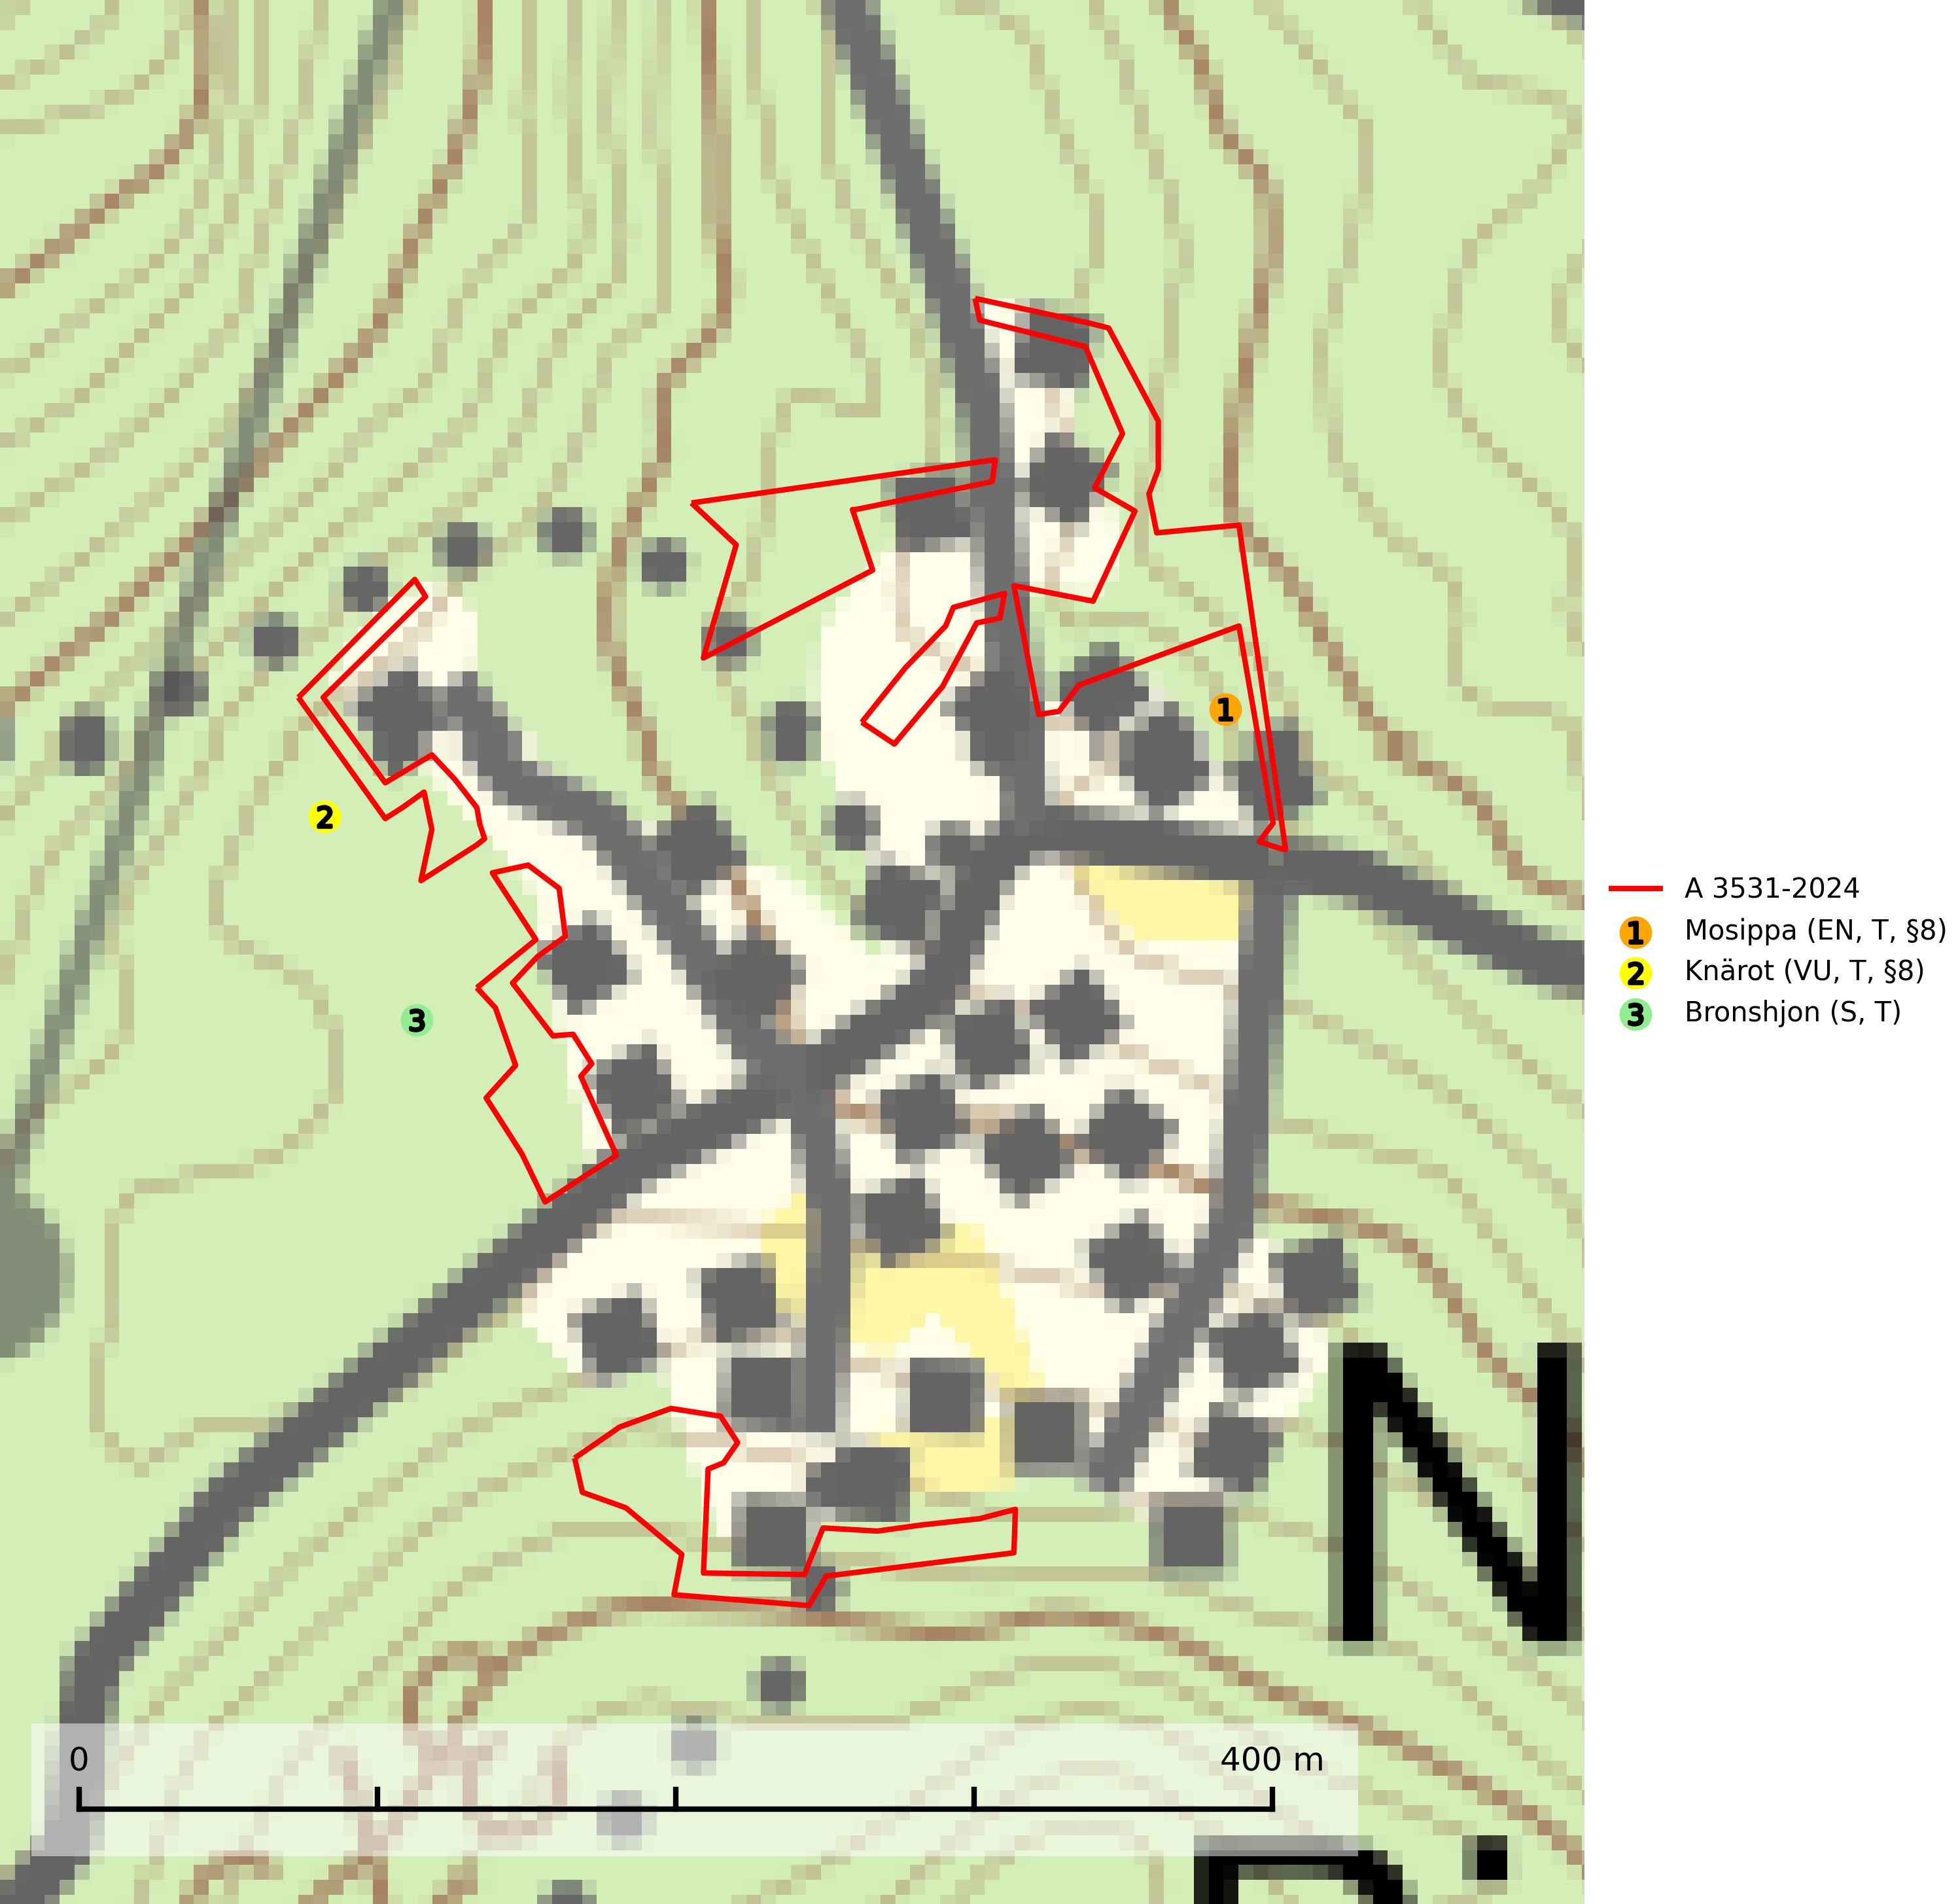 1
2
3
N
0
400 m
A 3531-2024
1 Mosippa (EN, T, §8)
2 Knärot (VU, T, §8)
3 Bronshjon (S, T)